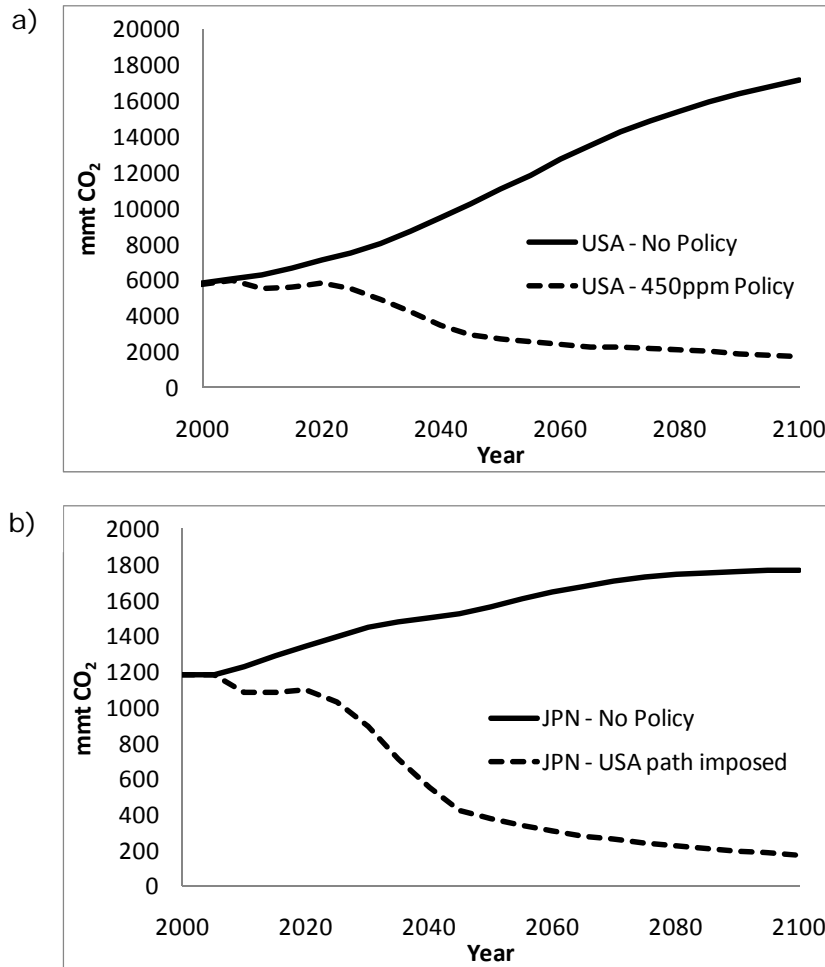 a)
20000
18000
16000
14000
12000
10000
8000
6000
4000
2000
0
mmt CO₂
USA - No Policy
USA - 450ppm Policy
2000 2020 2040 2060 2080 2100
Year
b)
2000
1800
1600
1400
1200
1000
800
600
400
200
0
mmt CO₂
JPN - No Policy
JPN - USA path imposed
2000 2020 2040 2060 2080 2100
Year